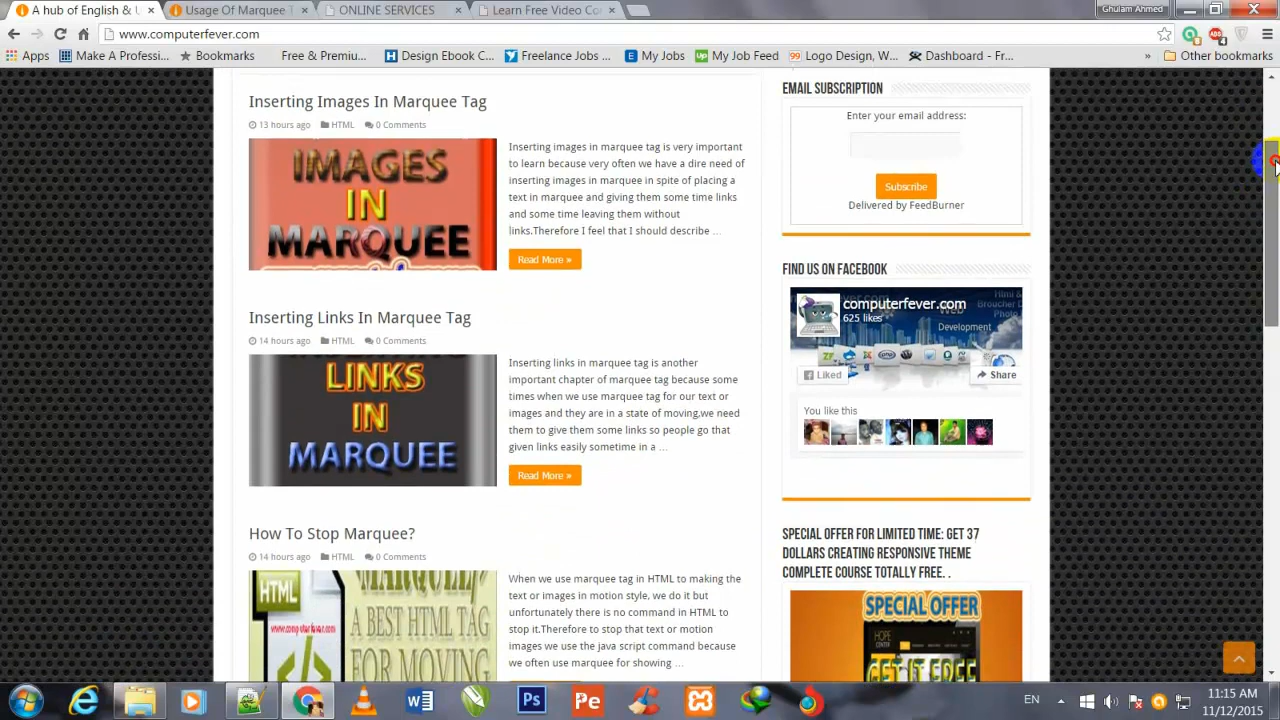 A hub of English & U
Usage Of Marquee T
ONLINE SERVICES
Learn Free Video Co
Ghulam Ahmed
www.computerfever.com
Apps
Make A Professi...
Bookmarks
Free & Premiu...
Design Ebook C...
Freelance Jobs ...
My Jobs
My Job Feed
Logo Design, W...
Dashboard - Fr...
»
Other bookmarks
Inserting Images In Marquee Tag
13 hours ago HTML 0 Comments
IMAGES
IN
MARQUEE
Inserting images in marquee tag is very important
to learn because very often we have a dire need of
inserting images in marquee in spite of placing a
text in marquee and giving them some time links
and some time leaving them without
links.Therefore I feel that I should describe ...
Read More »
Inserting Links In Marquee Tag
14 hours ago HTML 0 Comments
LINKS
IN
MARQUEE
Inserting links in marquee tag is another
important chapter of marquee tag because some
times when we use marquee tag for our text or
images and they are in a state of moving,we need
to give them some links so people go that
given links easily sometime in a ...
Read More »
How To Stop Marquee?
14 hours ago HTML 0 Comments
HTML
www.computerfever.com
MARQUEE
A BEST HTML TAG
FOR MOVING
When we use marquee tag in HTML to making the
text or images in motion style, we do it but
unfortunately there is no command in HTML to
stop it.Therefore to stop that text or motion
images we use the java script command because
we often use marquee for showing ...
EMAIL SUBSCRIPTION
Enter your email address:
Subscribe
Delivered by FeedBurner
FIND US ON FACEBOOK
computerfever.com
625 likes
Development
Liked
Share
You like this
SPECIAL OFFER FOR LIMITED TIME: GET 37
DOLLARS CREATING RESPONSIVE THEME
COMPLETE COURSE TOTALLY FREE. .
SPECIAL OFFER
GET IT FREE
EN
11:15 AM
11/12/2015